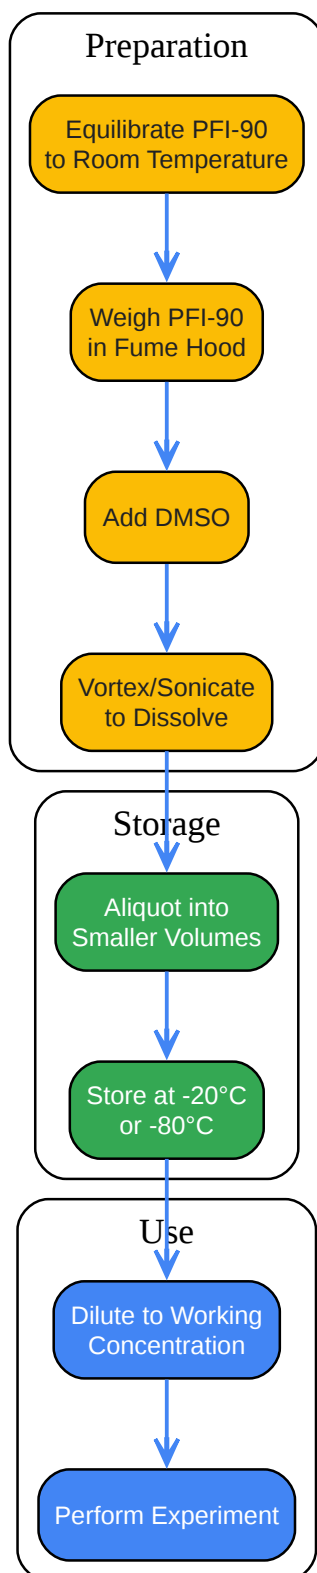 Preparation
Equilibrate PFI-90
to Room Temperature
Weigh PFI-90
in Fume Hood
Add DMSO
Vortex/Sonicate
to Dissolve
Storage
Aliquot into
Smaller Volumes
Store at -20°C
or -80°C
Use
Dilute to Working
Concentration
Perform Experiment